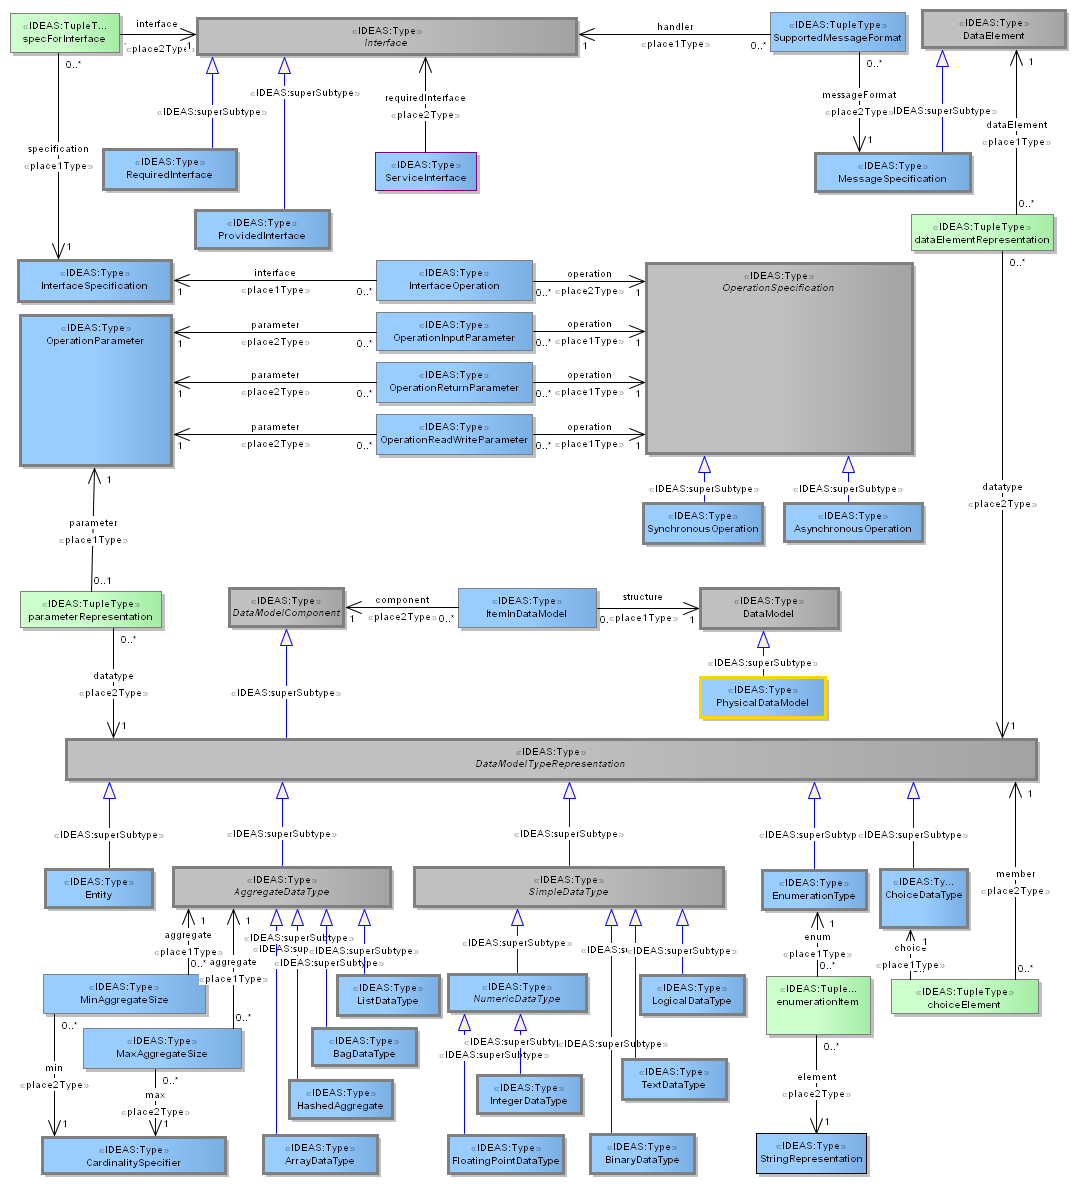 «IDEAS:TupleT...
specForInterface
interface
«place2Type»
1
«IDEAS:Type»
Interface
handler
«place1Type»
1
0..*
«IDEAS:TupleType»
SupportedMessageFormat
«IDEAS:Type»
DataElement
0..*
0..*
1
«IDEAS:superSubtype»
«IDEAS:superSubtype»
requiredInterface
«place2Type»
messageFormat
«place2Type»
«IDEAS:superSubtype»
dataElement
«place1Type»
specification
«place1Type»
1
«IDEAS:Type»
RequiredInterface
«IDEAS:Type»
ServiceInterface
«IDEAS:Type»
MessageSpecification
0..*
«IDEAS:Type»
ProvidedInterface
«IDEAS:TupleType»
dataElementRepresentation
1
0..*
«IDEAS:Type»
InterfaceSpecification
1
interface
«place1Type»
0..*
«IDEAS:Type»
InterfaceOperation
0..*
operation
«place2Type»
1
«IDEAS:Type»
OperationSpecification
«IDEAS:Type»
OperationParameter
1
parameter
«place2Type»
0..*
«IDEAS:Type»
OperationInputParameter
0..*
operation
«place1Type»
1
1
parameter
«place2Type»
0..*
«IDEAS:Type»
OperationReturnParameter
0..*
operation
«place1Type»
1
1
parameter
«place2Type»
0..*
«IDEAS:Type»
OperationReadWriteParameter
0..*
operation
«place1Type»
1
1
«IDEAS:superSubtype»
«IDEAS:superSubtype»
datatype
«place2Type»
parameter
«place1Type»
«IDEAS:Type»
SynchronousOperation
«IDEAS:Type»
AsynchronousOperation
0..1
«IDEAS:TupleType»
parameterRepresentation
0..*
«IDEAS:Type»
DataModelComponent
1
component
«place2Type»
0..*
«IDEAS:Type»
ItemInDataModel
0..
structure
«place1Type»
1
«IDEAS:Type»
DataModel
datatype
«place2Type»
«IDEAS:superSubtype»
«IDEAS:superSubtype»
«IDEAS:Type»
PhysicalDataModel
1
1
«IDEAS:Type»
DataModelTypeRepresentation
1
«IDEAS:superSubtype»
«IDEAS:superSubtype»
«IDEAS:superSubtype»
«IDEAS:superSubtype»
«IDEAS:superSubtype»
member
«place2Type»
«IDEAS:Type»
Entity
«IDEAS:Type»
AggregateDataType
«IDEAS:Type»
SimpleDataType
«IDEAS:Type»
EnumerationType
«IDEAS:Ty...
ChoiceDataType
1
1
aggregate
«place1Type»
0..*
aggregate
«place1Type»
«IDEAS:superSubtype»
«IDEAS:superSubtype»
«IDEAS:superSubtype»
«IDEAS:superSubtype»
«IDEAS:superSubtype»
«IDEAS:superSubtype»
1
enum
«place1Type»
0..*
1
choice
«place1Type»
0..*
0..*
«IDEAS:Type»
MinAggregateSize
0..*
«IDEAS:Type»
ListDataType
«IDEAS:Type»
NumericDataType
«IDEAS:Type»
LogicalDataType
«IDEAS:Tuple...
enumerationItem
«IDEAS:TupleType»
choiceElement
0..*
«IDEAS:Type»
MaxAggregateSize
0..*
«IDEAS:Type»
BagDataType
«IDEAS:superSubtype»
«IDEAS:superSubtype»
«IDEAS:superSubtype»
0..*
min
«place2Type»
max
«place2Type»
«IDEAS:Type»
HashedAggregate
«IDEAS:Type»
IntegerDataType
«IDEAS:Type»
TextDataType
element
«place2Type»
1
1
1
«IDEAS:Type»
CardinalitySpecifier
«IDEAS:Type»
ArrayDataType
«IDEAS:Type»
FloatingPointDataType
«IDEAS:Type»
BinaryDataType
«IDEAS:Type»
StringRepresentation